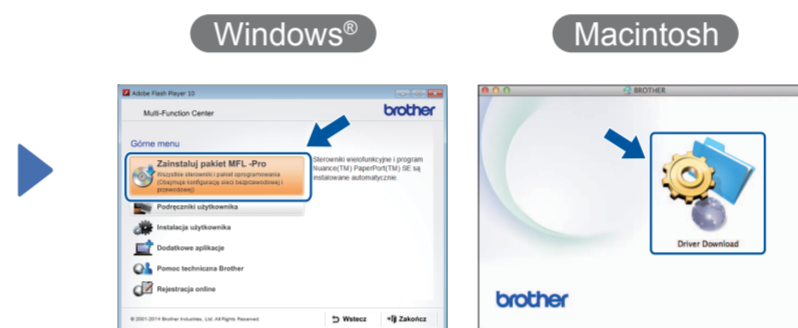 Windows®
Macintosh
Adobe Flash Player 10
Multi-Function Center
brother
Górne menu
Zainstaluj pakiet MFL -Pro
Wszystkie sterowniki i pakiet oprogramowania
(Obejmuje konfigurację sieci bezprzewodowej i
przewodowej)
Sterowniki wielofunkcyjne i program
Nuance(TM) PaperPort(TM) SE są
instalowane automatycznie.
Podręczniki użytkownika
Instalacja użytkownika
Dodatkowe aplikacje
Pomoc techniczna Brother
Rejestracja online
© 2001-2014 Brother Industries, Ltd. All Rights Reserved.
Wstecz
Zakończ
BROTHER
Driver Download
brother